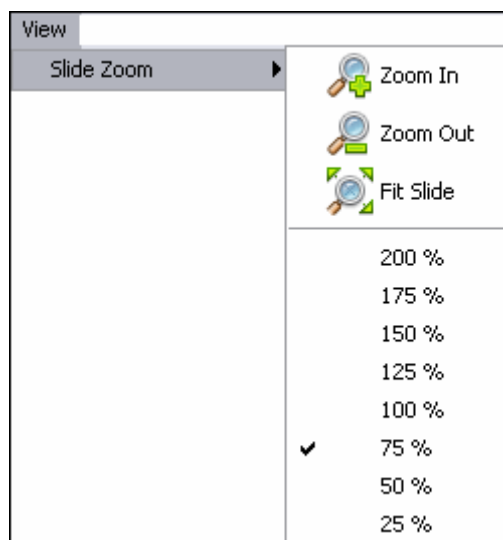 View
Slide Zoom
Zoom In
Zoom Out
Fit Slide
200 %
175 %
150 %
125 %
100 %
75 %
50 %
25 %